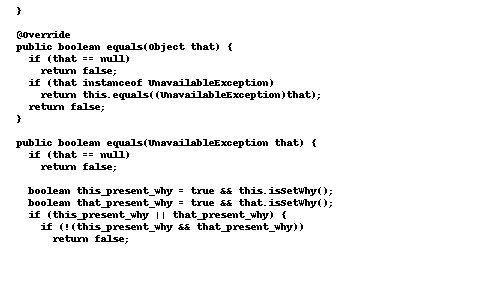 }

@Override
public boolean equals(Object that) {
  if (that == null)
    return false;
  if (that instanceof UnavailableException)
    return this.equals((UnavailableException)that);
  return false;
}

public boolean equals(UnavailableException that) {
  if (that == null)
    return false;

  boolean this_present_why = true && this.isSetWhy();
  boolean that_present_why = true && that.isSetWhy();
  if (this_present_why || that_present_why) {
    if (!(this_present_why && that_present_why))
      return false;